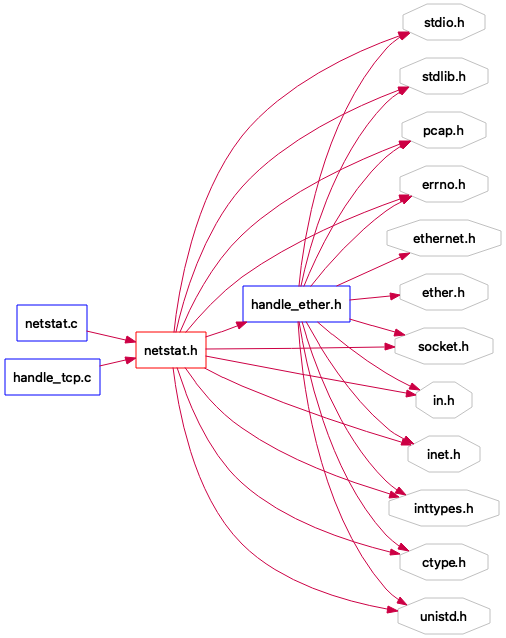 stdio.h
stdlib.h
pcap.h
errno.h
ethernet.h
handle_ether.h
ether.h
netstat.c
socket.h
netstat.h
handle_tcp.c
in.h
inet.h
inttypes.h
ctype.h
unistd.h